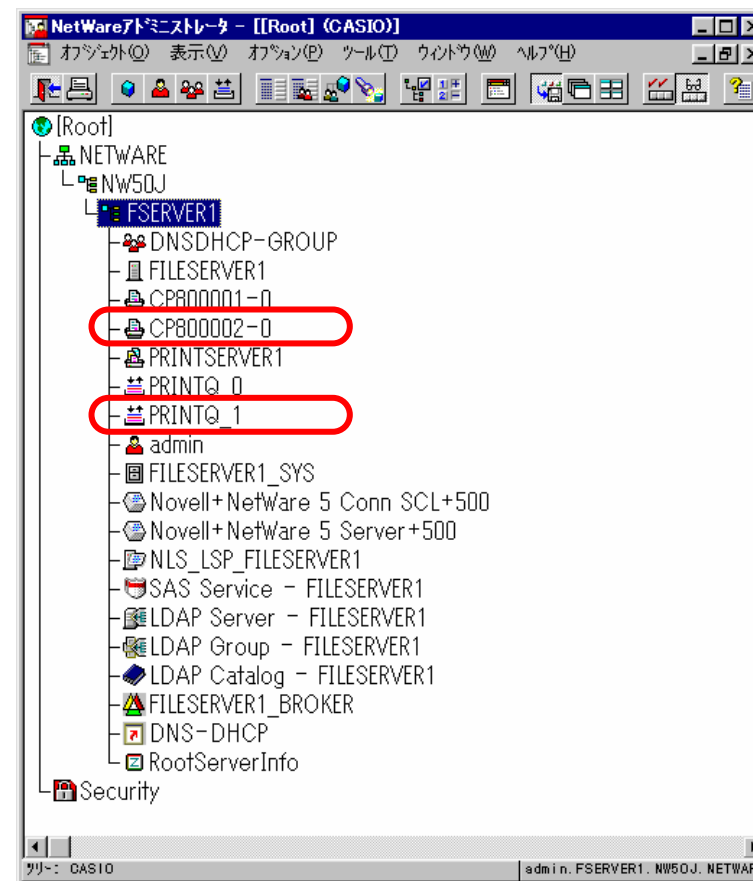 NetWareｱﾄﾞﾐﾆｽﾄﾚｰﾀ - [[Root] (CASIO)]
ｵﾌﾞｼﾞｪｸﾄ(O) 表示(V) ｵﾌﾟｼｮﾝ(P) ﾂｰﾙ(T) ｳｨﾝﾄﾞｳ(W) ﾍﾙﾌﾟ(H)
[Root]
NETWARE
NW50J
FSERVER1
DNSDHCP-GROUP
FILESERVER1
CP800001-0
CP800002-0
PRINTSERVER1
PRINTQ_0
PRINTQ_1
admin
FILESERVER1_SYS
Novell+NetWare 5 Conn SCL+500
Novell+NetWare 5 Server+500
NLS_LSP_FILESERVER1
SAS Service - FILESERVER1
LDAP Server - FILESERVER1
LDAP Group - FILESERVER1
LDAP Catalog - FILESERVER1
FILESERVER1_BROKER
DNS-DHCP
RootServerInfo
Security
ﾂﾘｰ: CASIO admin.FSERVER1.NW50J.NETWAR